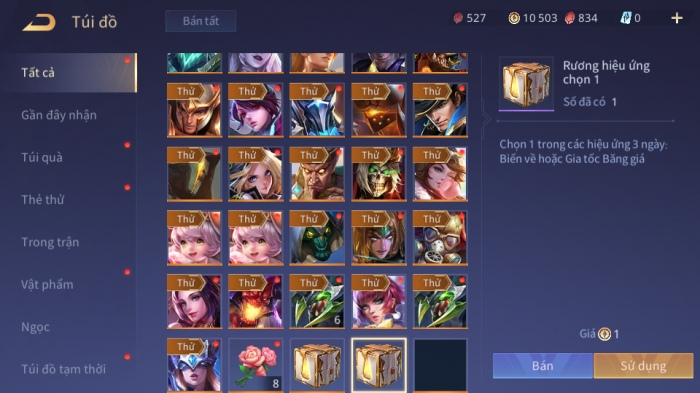 Túi đồ
Bán tất
527
10 503
834
0
Tất cả
Gần đây nhận
Túi quà
Thẻ thử
Trong trận
Vật phẩm
Ngọc
Túi đồ tạm thời
Thử Thử Thử Thử Thử
Thử Thử Thử Thử Thử
Thử Thử Thử Thử Thử
Thử Thử Thử Thử Thử
6
Thử
8
Rương hiệu ứng
chọn 1
Số đã có 1
Chọn 1 trong các hiệu ứng 3 ngày:
Biến về hoặc Gia tốc Băng giá
Giá 1
Bán
Sử dụng